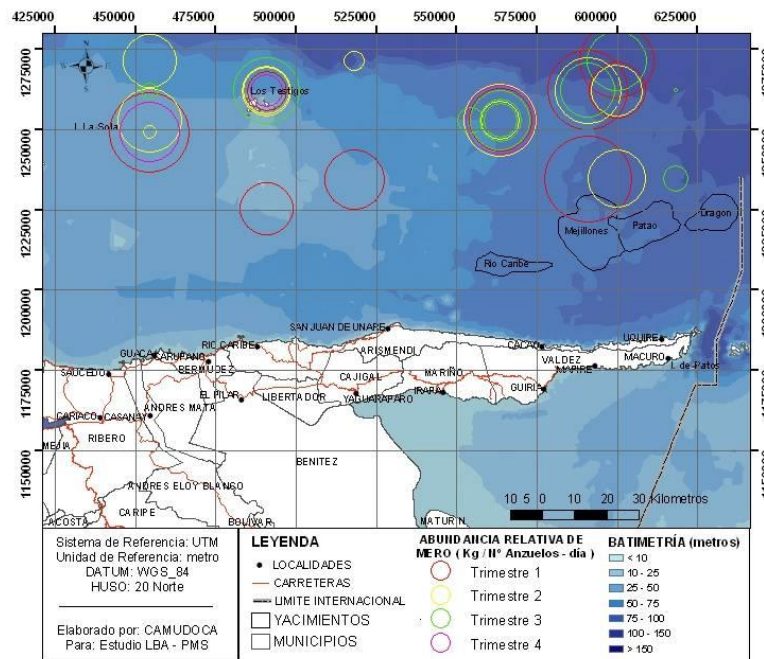 425000 450000 475000 500000 525000 550000 575000 600000 625000
1275000
1250000
1225000
1200000
1175000
1150000
Los Testigos
I. La Sola
Mejillones
Patao
Dragon
Rio Caribe
SAN JUAN DE UNARE
RIO CARIBE
GUACA
CARUPANO
SAUCEDO
BERMUDEZ
ARISMENDI
CACAO
UQUIRE
VALDEZ
MACURO
MAPIRE
I. de Patos
MARIÑO
CAJIGAL
EL PILAR
LIBERTADOR
YAGUARAPARO
IRAPA
GUIRIA
CARIACO
CASANAY
ANDRES MATA
RIBERO
MEJIA
BENITEZ
ANDRES ELOY BLANCO
CARIPE
ACOSTA
BOLIVAR
MATURIN
10 5 0 10 20 30 Kilometros
Sistema de Referencia: UTM
Unidad de Referencia: metro
DATUM: WGS_84
HUSO: 20 Norte
Elaborado por: CAMUDOCA
Para: Estudio LBA - PMS
LEYENDA
LOCALIDADES
CARRETERAS
LIMITE INTERNACIONAL
YACIMIENTOS
MUNICIPIOS
ABUNDANCIA RELATIVA DE
MERO ( Kg / Nº Anzuelos - día )
Trimestre 1
Trimestre 2
Trimestre 3
Trimestre 4
BATIMETRÍA (metros)
< 10
10 - 25
25 - 50
50 - 75
75 - 100
100 - 150
> 150